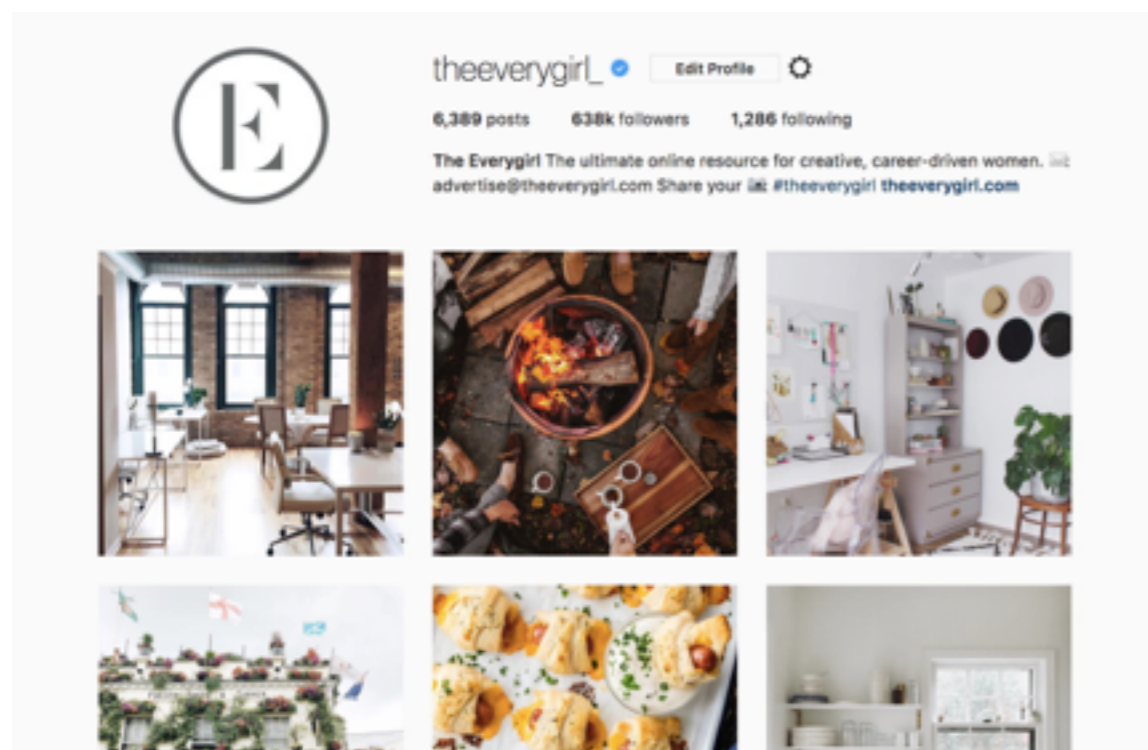 E
theeverygirl_ Edit Profile
6,389 posts 638k followers 1,286 following
The Everygirl The ultimate online resource for creative, career-driven women.
advertise@theeverygirl.com Share your #theeverygirl theeverygirl.com